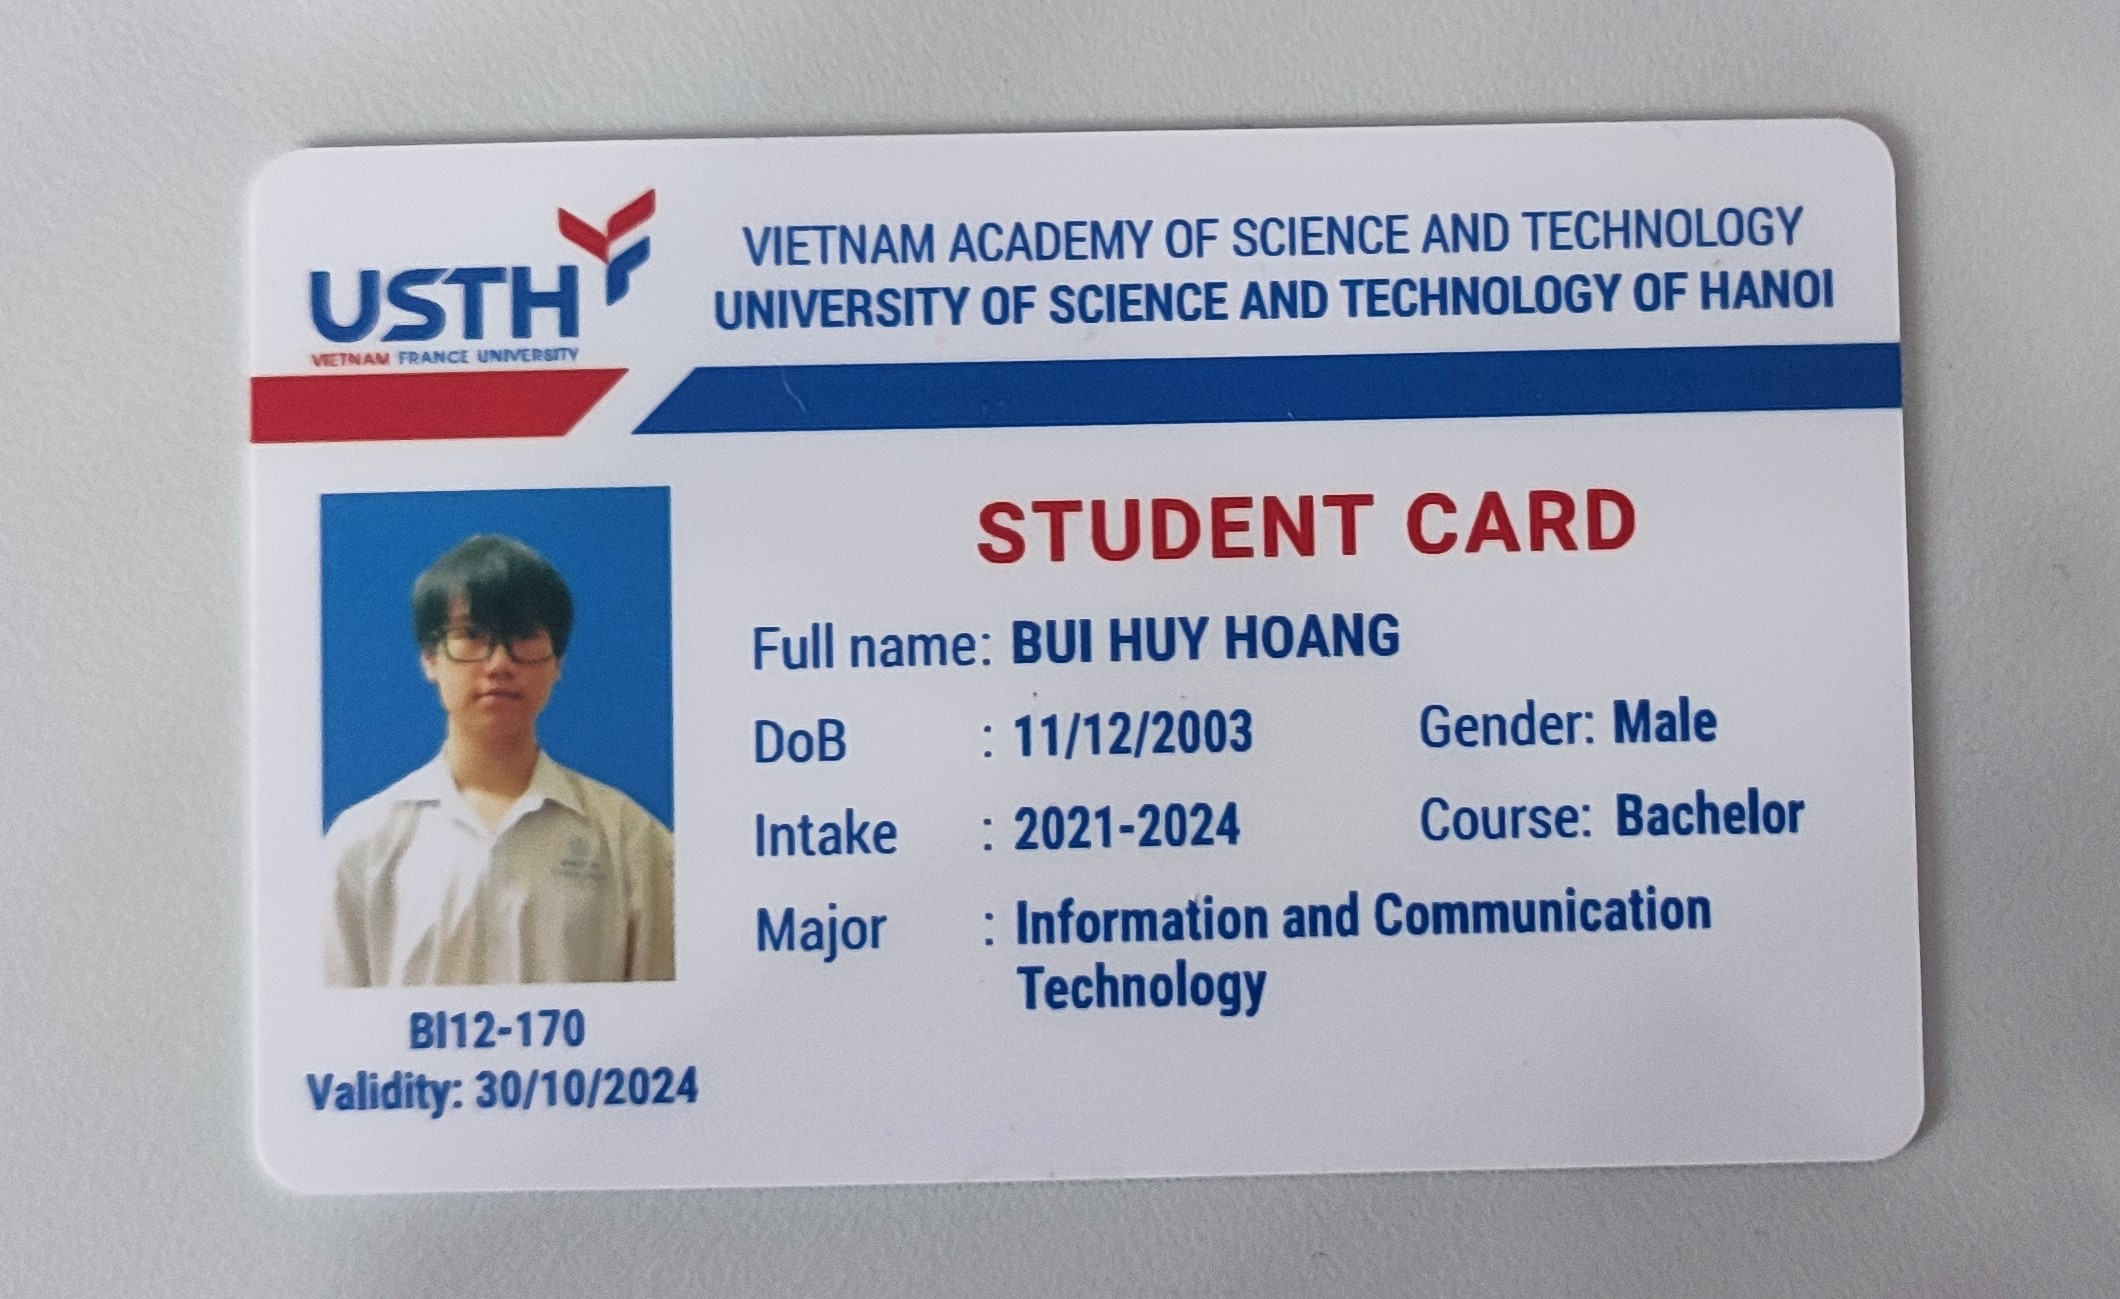 USTH
VIETNAM FRANCE UNIVERSITY
VIETNAM ACADEMY OF SCIENCE AND TECHNOLOGY
UNIVERSITY OF SCIENCE AND TECHNOLOGY OF HANOI
STUDENT CARD
Full name: BUI HUY HOANG
DoB : 11/12/2003 Gender: Male
Intake : 2021-2024 Course: Bachelor
Major : Information and Communication
Technology
BI12-170
Validity: 30/10/2024